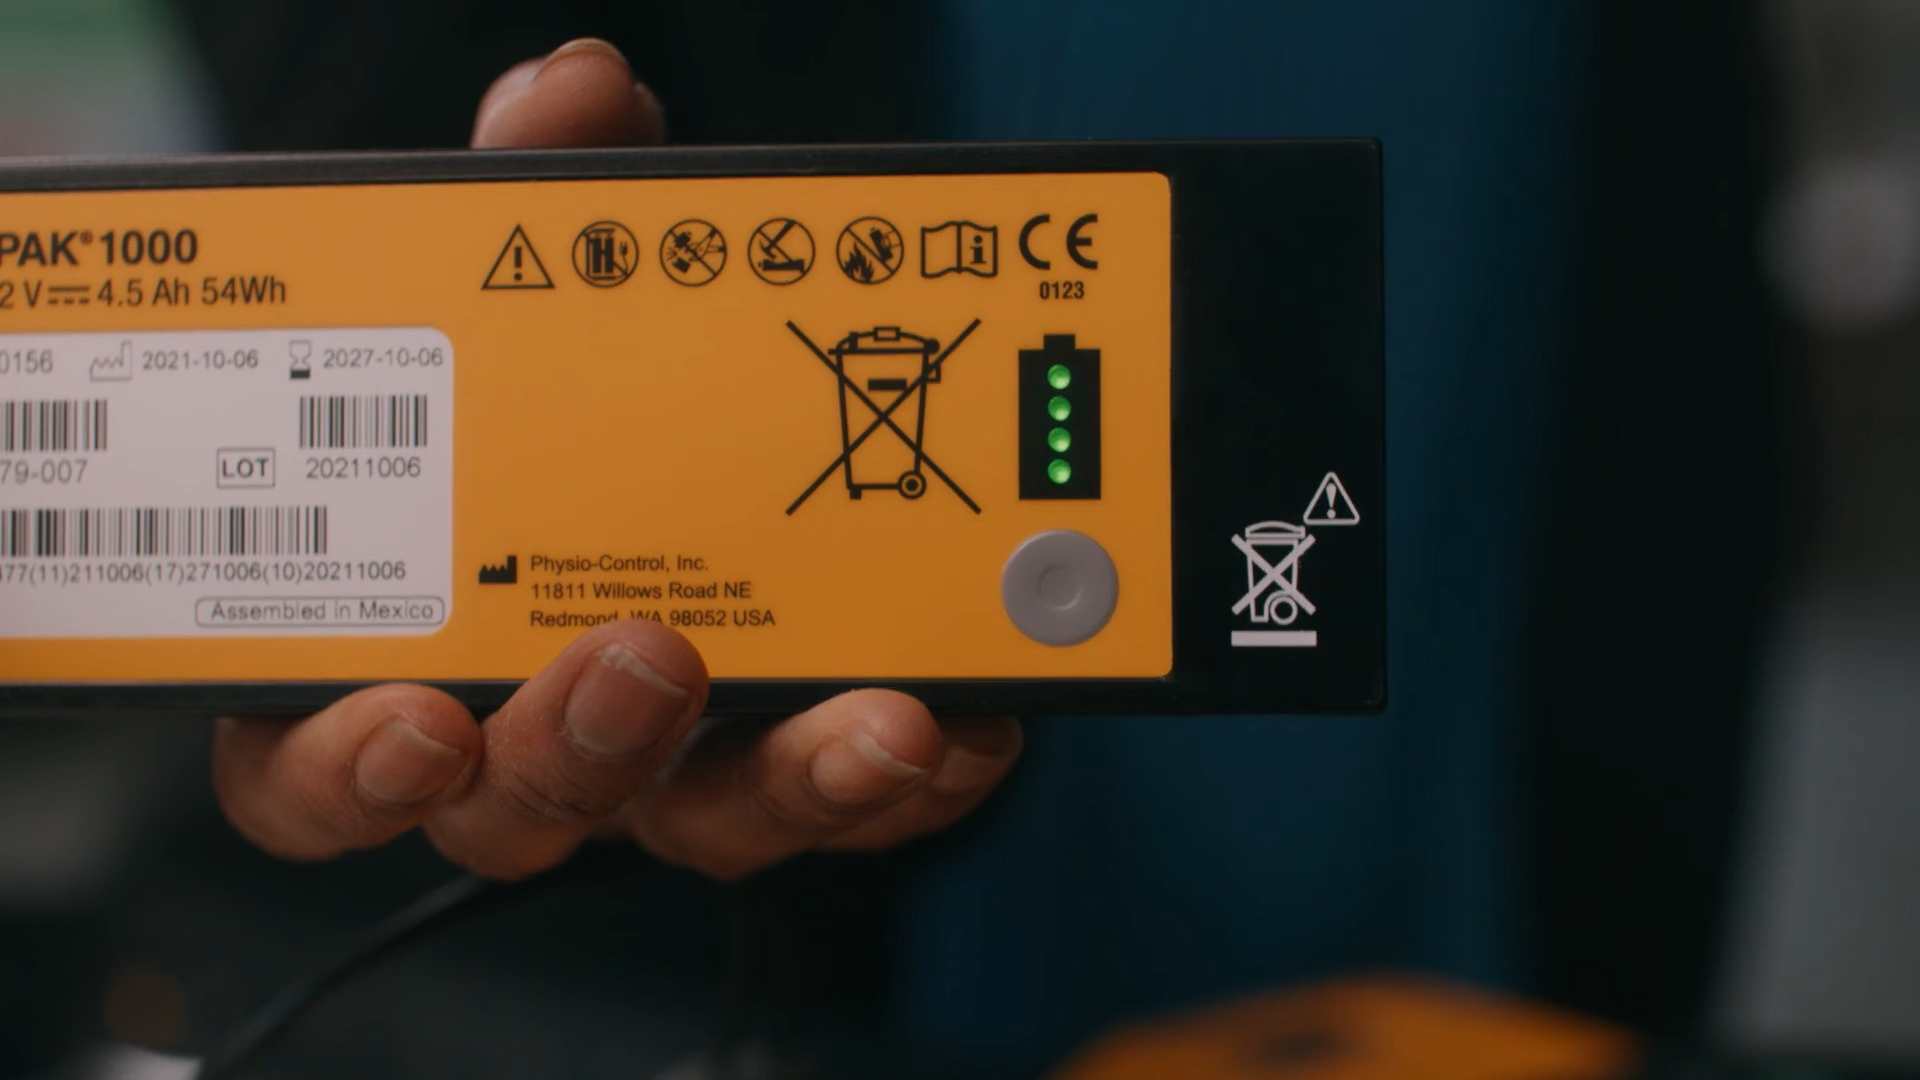 PAK® 1000
2 V 4.5 Ah 54Wh
CE
0123
0156 2021-10-06 2027-10-06
79-007 LOT 20211006
77(11)211006(17)271006(10)20211006
Assembled in Mexico
Physio-Control, Inc.
11811 Willows Road NE
Redmond, WA 98052 USA